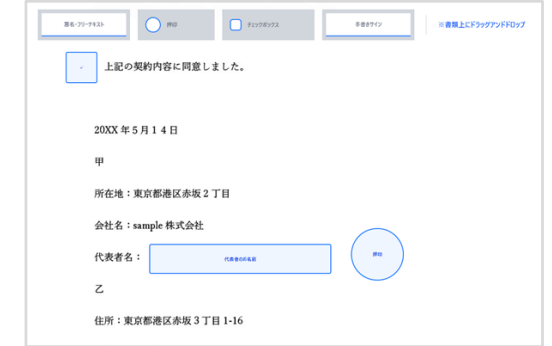 署名・フリーテキスト 押印 チェックボックス 手書きサイン ※書類上にドラッグアンドドロップ
✓ 上記の契約内容に同意しました。
20XX 年 5 月 1 4 日
甲
所在地：東京都港区赤坂 2 丁目
会社名：sample 株式会社
代表者名： 代表者のお名前 押印
乙
住所：東京都港区赤坂 3 丁目 1-16